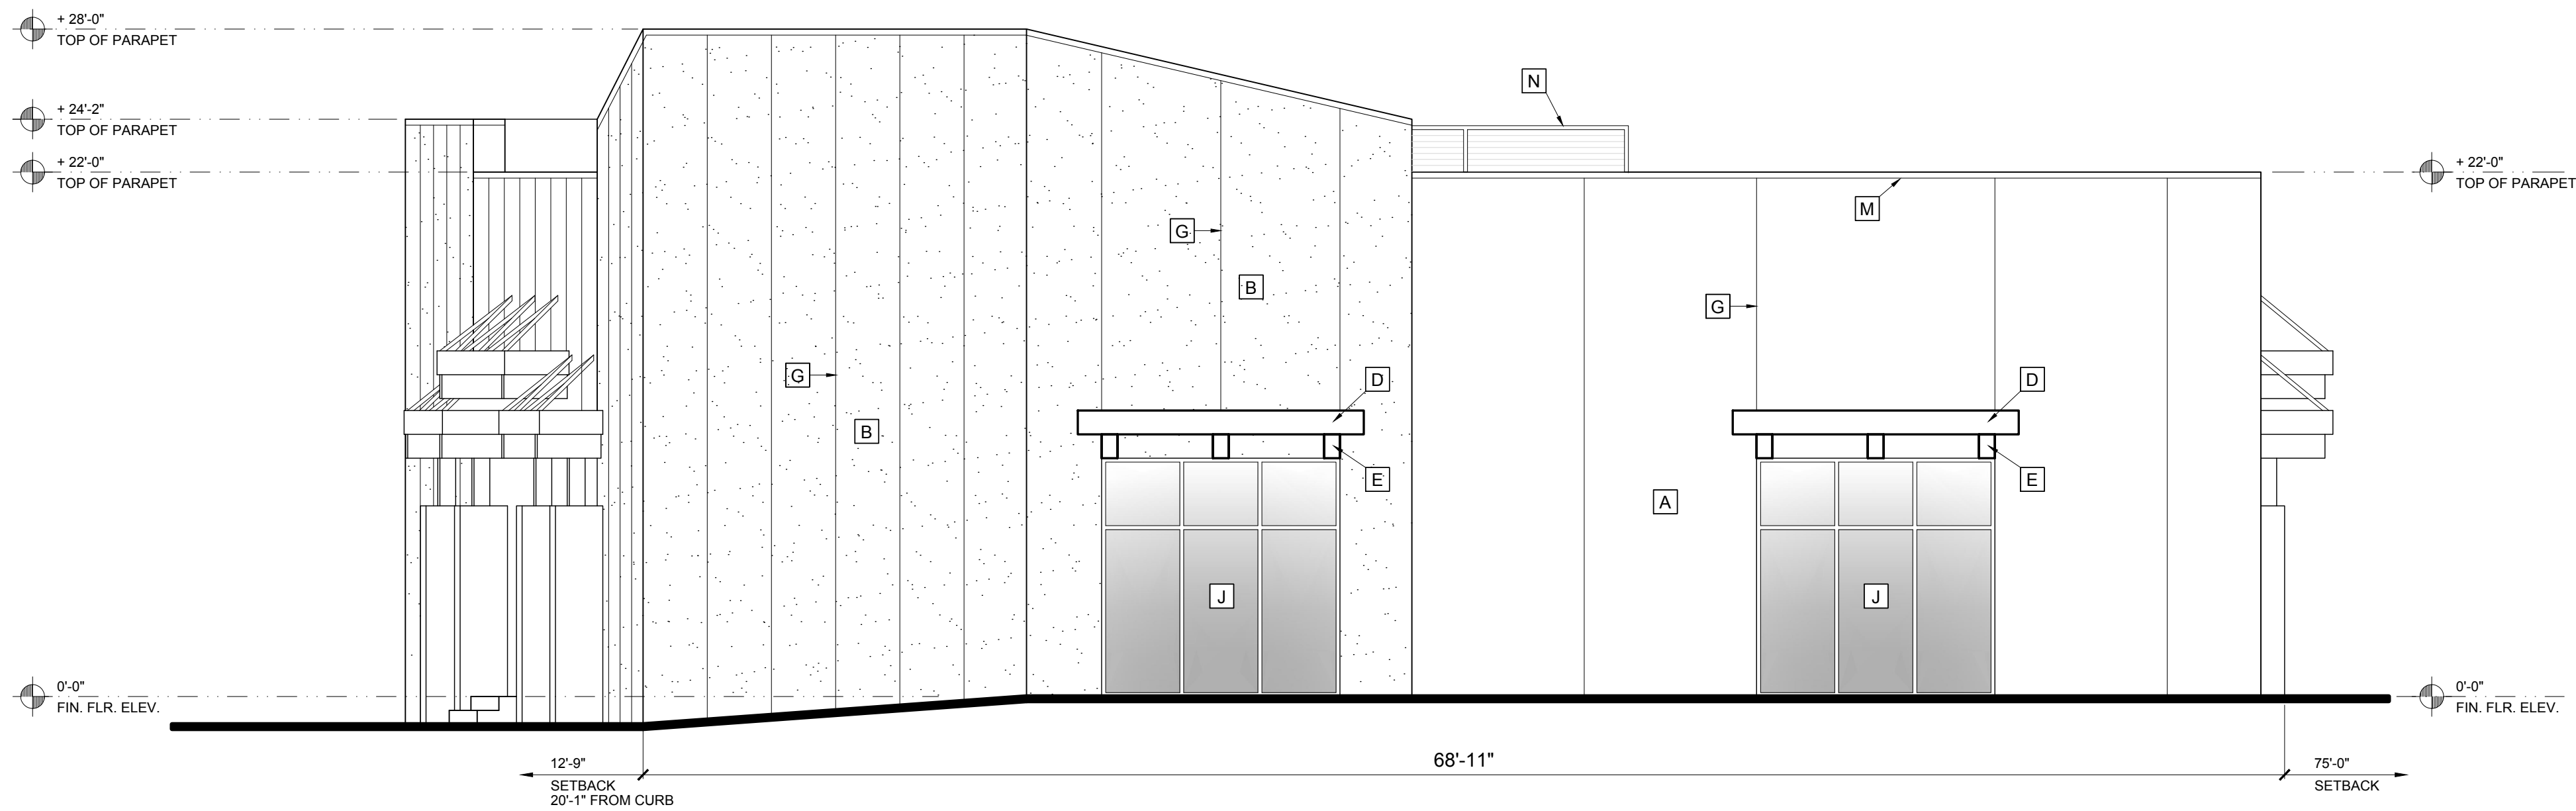 + 28'-0"
TOP OF PARAPET
+ 24'-2"
TOP OF PARAPET
+ 22'-0"
TOP OF PARAPET
N
+ 22'-0"
TOP OF PARAPET
M
G
B
G
G
B
D
D
E
E
A
J
J
0'-0"
FIN. FLR. ELEV.
0'-0"
FIN. FLR. ELEV.
12'-9"
SETBACK
20'-1" FROM CURB
68'-11"
75'-0"
SETBACK